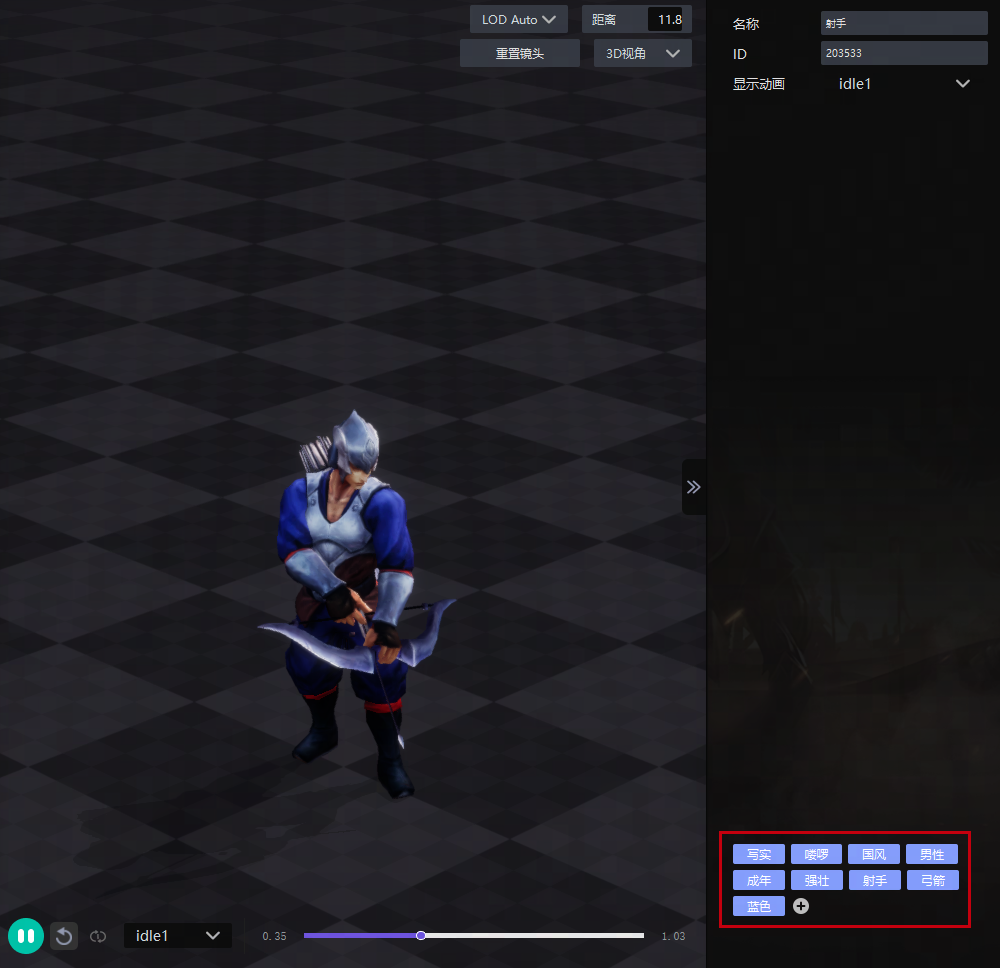 LOD Auto
距离 11.8
重置镜头
3D视角
名称 射手
ID 203533
显示动画 idle1
写实 喽啰 国风 男性
成年 强壮 射手 弓箭
蓝色
idle1
0.35
1.03